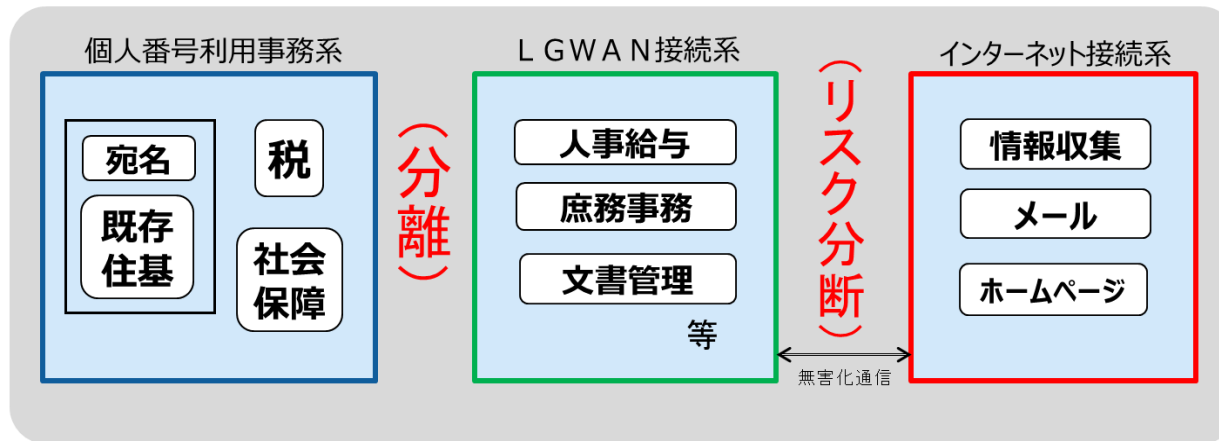 個人番号利用事務系
宛名
既存
住基
税
社会
保障
（分離）
ＬＧＷＡＮ接続系
人事給与
庶務事務
文書管理
等
（リスク分断）
無害化通信
インターネット接続系
情報収集
メール
ホームページ